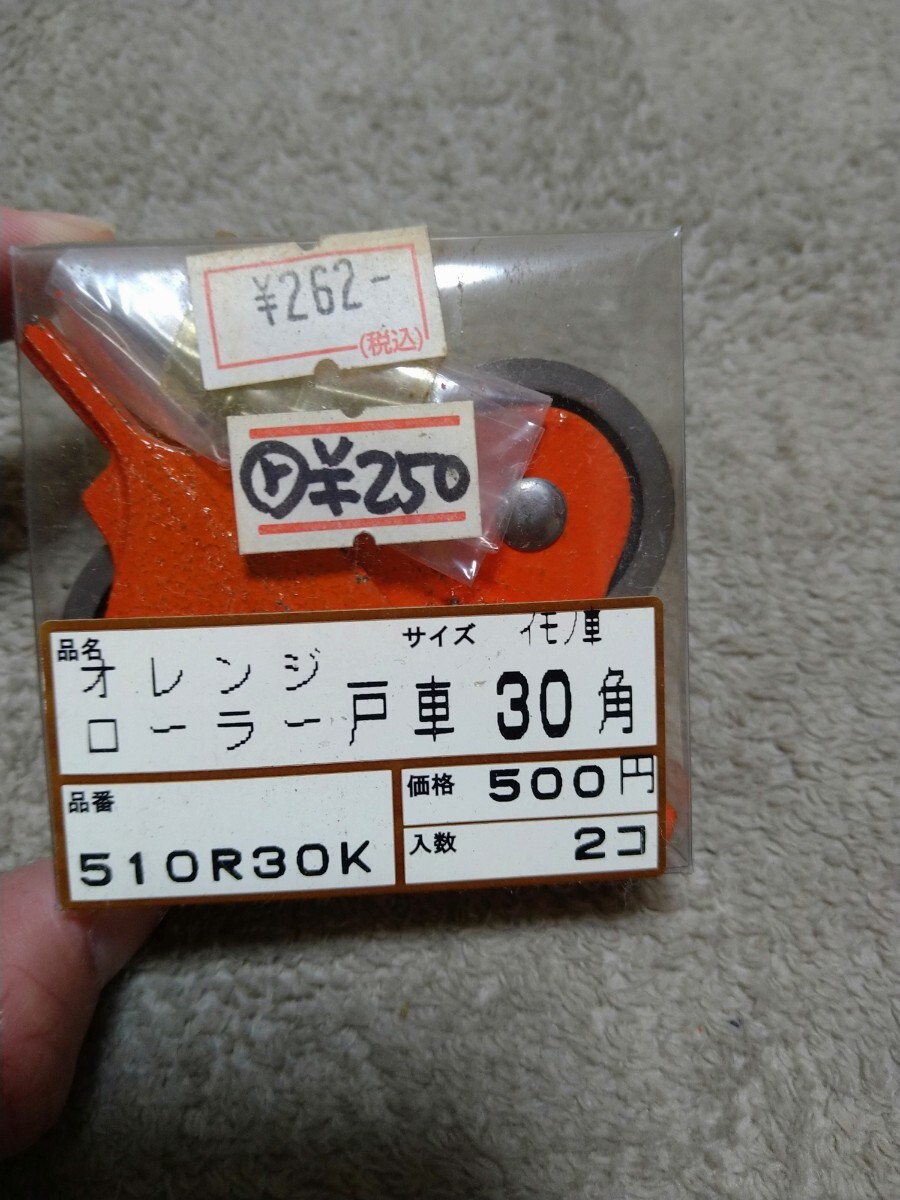 ¥262-
(税込)
ト¥250
品名
サイズ イモノ車
オレンジ
ローラー戸車 30角
品番
510R30K
価格 500円
入数 2コ